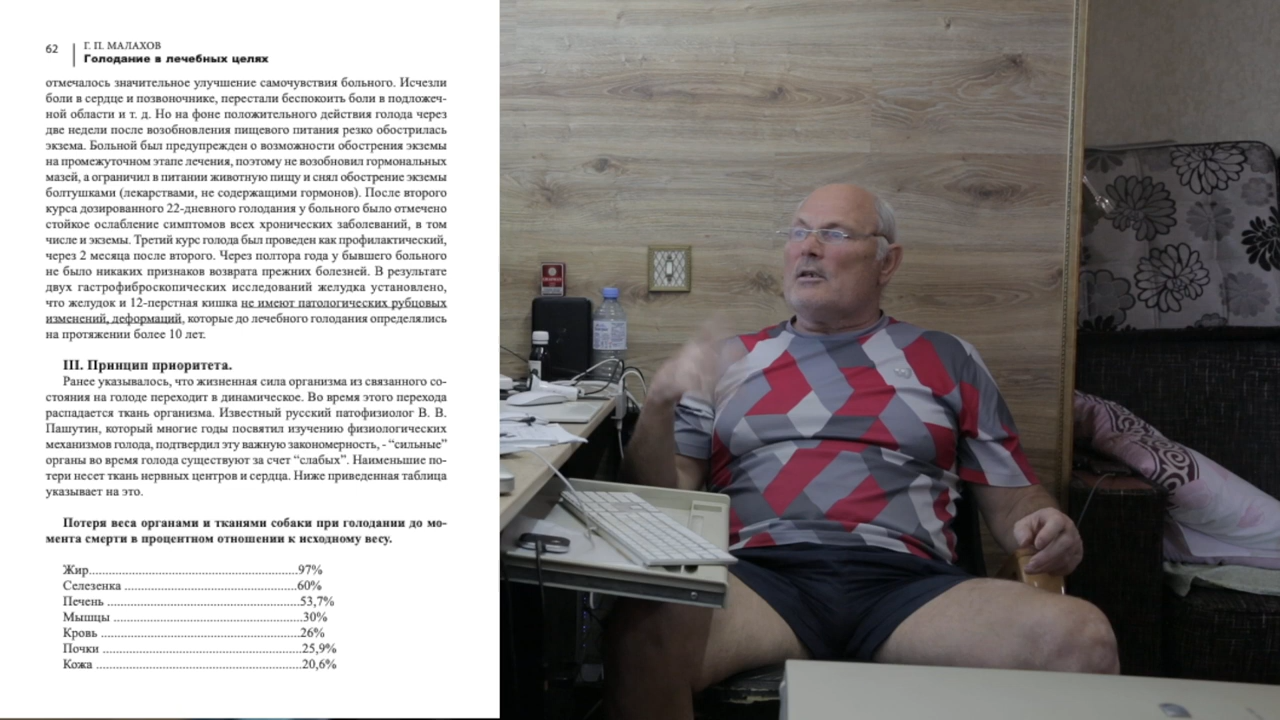 62
Г. П. МАЛАХОВ
Голодание в лечебных целях
отмечалось значительное улучшение самочувствия больного. Исчезли
боли в сердце и позвоночнике, перестали беспокоить боли в подложеч-
ной области и т. д. Но на фоне положительного действия голода через
две недели после возобновления пищевого питания резко обострилась
экзема. Больной был предупрежден о возможности обострения экземы
на промежуточном этапе лечения, поэтому не возобновил гормональных
мазей, а ограничил в питании животную пищу и снял обострение экземы
болтушками (лекарствами, не содержащими гормонов). После второго
курса дозированного 22-дневного голодания у больного было отмечено
стойкое ослабление симптомов всех хронических заболеваний, в том
числе и экземы. Третий курс голода был проведен как профилактический,
через 2 месяца после второго. Через полтора года у бывшего больного
не было никаких признаков возврата прежних болезней. В результате
двух гастрофиброскопических исследований желудка установлено,
что желудок и 12-перстная кишка не имеют патологических рубцовых
изменений, деформаций, которые до лечебного голодания определялись
на протяжении более 10 лет.
III. Принцип приоритета.
Ранее указывалось, что жизненная сила организма из связанного со-
стояния на голоде переходит в динамическое. Во время этого перехода
распадается ткань организма. Известный русский патофизиолог В. В.
Пашутин, который многие годы посвятил изучению физиологических
механизмов голода, подтвердил эту важную закономерность, - “сильные”
органы во время голода существуют за счет “слабых”. Наименьшие по-
тери несет ткань нервных центров и сердца. Ниже приведенная таблица
указывает на это.
Потеря веса органами и тканями собаки при голодании до мо-
мента смерти в процентном отношении к исходному весу.
Жир..........................................................97%
Селезенка ................................................60%
Печень ......................................................53,7%
Мышцы .....................................................30%
Кровь ........................................................26%
Почки ........................................................25,9%
Кожа ..........................................................20,6%